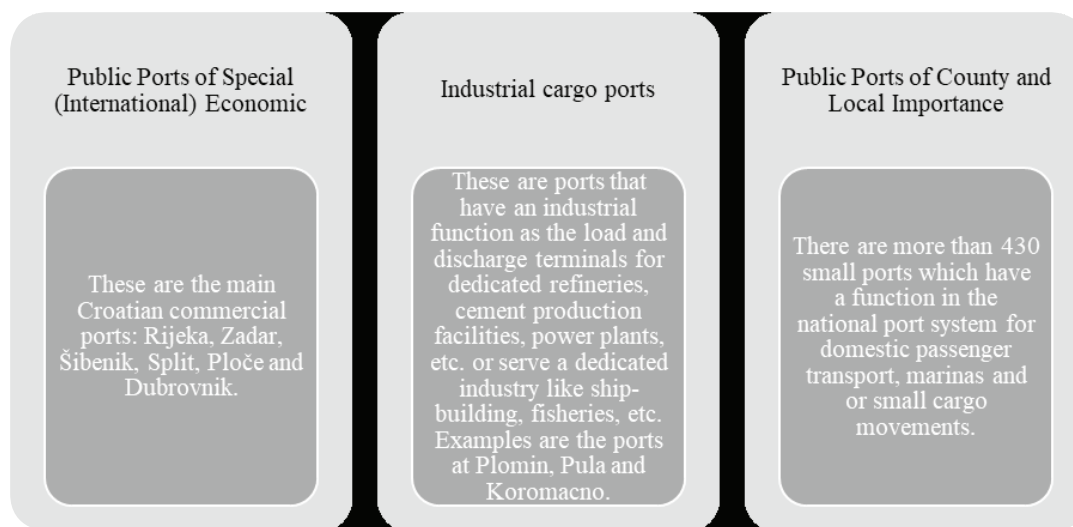 Public Ports of Special
(International) Economic
These are the main
Croatian commercial
ports: Rijeka, Zadar,
Šibenik, Split, Ploče and
Dubrovnik.
Industrial cargo ports
These are ports that
have an industrial
function as the load and
discharge terminals for
dedicated refineries,
cement production
facilities, power plants,
etc. or serve a dedicated
industry like ship-
building, fisheries, etc.
Examples are the ports
at Plomin, Pula and
Koromacno.
Public Ports of County and
Local Importance
There are more than 430
small ports which have
a function in the
national port system for
domestic passenger
transport, marinas and
or small cargo
movements.